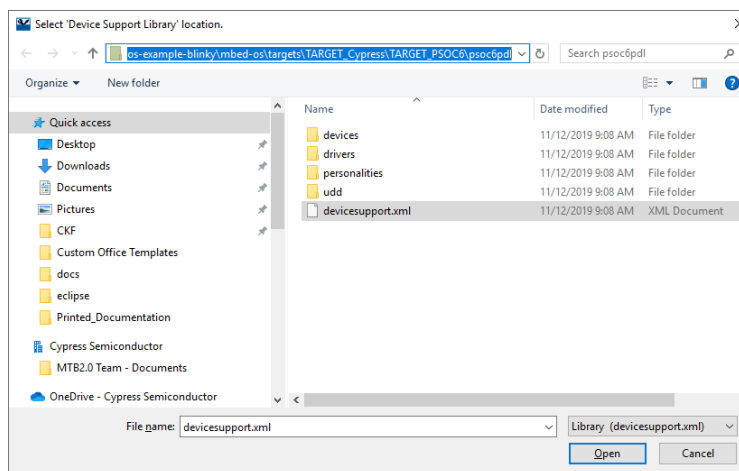 Select 'Device Support Library' location.
os-example-blinky\mbed-os\targets\TARGET_Cypress\TARGET_PSOC6\psoc6pdl
Search psoc6pdl
Organize
New folder
Name
Date modified
Type
Quick access
Desktop
Downloads
Documents
Pictures
CKF
Custom Office Templates
docs
eclipse
Printed_Documentation
Cypress Semiconductor
MTB2.0 Team - Documents
OneDrive - Cypress Semiconductor
devices 11/12/2019 9:08 AM File folder
drivers 11/12/2019 9:08 AM File folder
personalities 11/12/2019 9:08 AM File folder
udd 11/12/2019 9:08 AM File folder
devicesupport.xml 11/12/2019 9:08 AM XML Document
File name: devicesupport.xml
Library (devicesupport.xml)
Open
Cancel